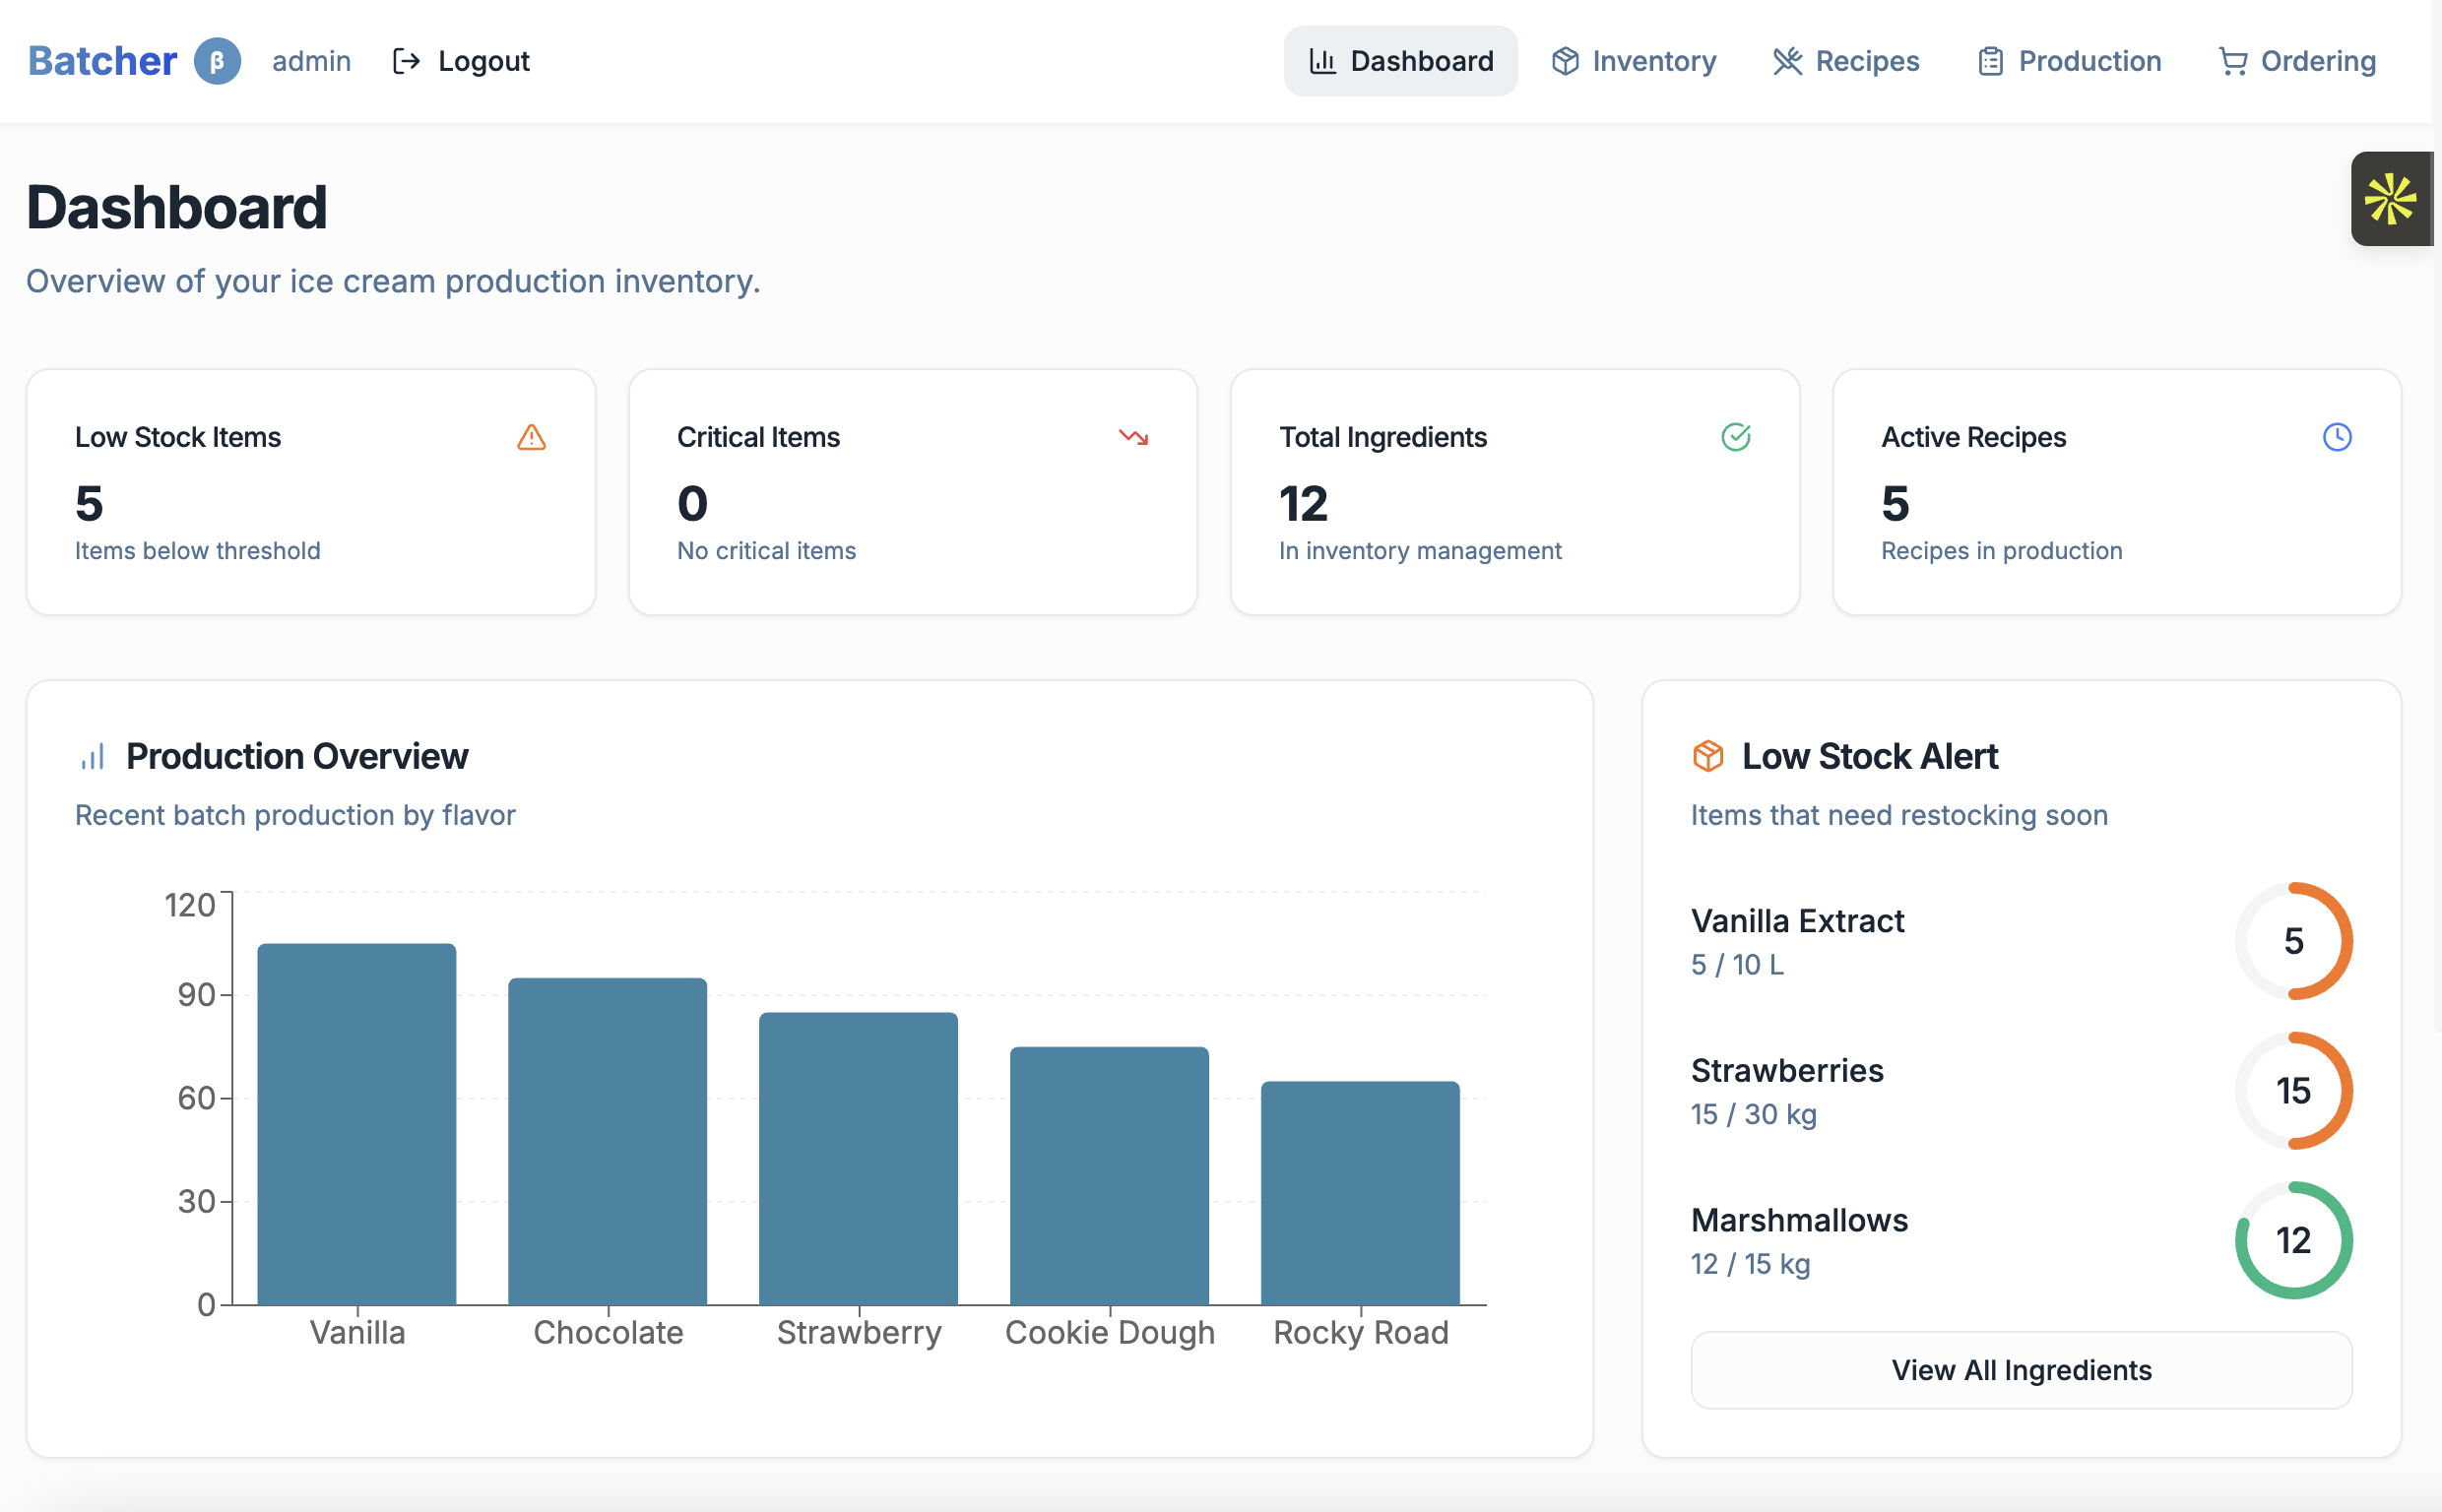 Batcher β admin Logout Dashboard Inventory Recipes Production Ordering
Dashboard
Overview of your ice cream production inventory.
Low Stock Items
5
Items below threshold
Critical Items
0
No critical items
Total Ingredients
12
In inventory management
Active Recipes
5
Recipes in production
Production Overview
Recent batch production by flavor
120
90
60
30
0
Vanilla Chocolate Strawberry Cookie Dough Rocky Road
Low Stock Alert
Items that need restocking soon
Vanilla Extract
5 / 10 L
5
Strawberries
15 / 30 kg
15
Marshmallows
12 / 15 kg
12
View All Ingredients